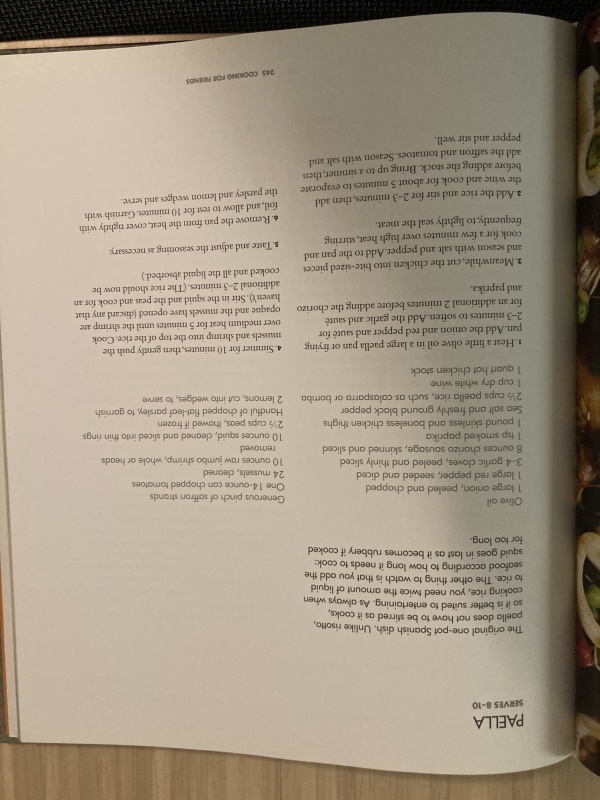 PAELLA
SERVES 8–10
The original one-pot Spanish dish. Unlike risotto,
paella does not have to be stirred as it cooks,
so it is better suited to entertaining. As always when
cooking rice, you need twice the amount of liquid
to rice. The other thing to watch is that you add the
seafood according to how long it needs to cook:
squid goes in last as it becomes rubbery if cooked
for too long.
Olive oil
1 large onion, peeled and chopped
1 large red pepper, seeded and diced
3–4 garlic cloves, peeled and thinly sliced
8 ounces chorizo sausage, skinned and sliced
1 tsp smoked paprika
1 pound skinless and boneless chicken thighs
Sea salt and freshly ground black pepper
2½ cups paella rice, such as calasparra or bomba
1 cup dry white wine
1 quart hot chicken stock
Generous pinch of saffron strands
One 14-ounce can chopped tomatoes
24 mussels, cleaned
10 ounces raw jumbo shrimp, whole or heads
removed
10 ounces squid, cleaned and sliced into thin rings
2½ cups peas, thawed if frozen
Handful of chopped flat-leaf parsley, to garnish
2 lemons, cut into wedges, to serve
1. Heat a little olive oil in a large paella pan or frying
pan. Add the onion and red pepper and sauté for
2–3 minutes to soften. Add the garlic and sauté
for an additional 2 minutes before adding the chorizo
and paprika.
2. Meanwhile, cut the chicken into bite-sized pieces
and season with salt and pepper. Add to the pan and
cook for a few minutes over high heat, stirring
frequently, to lightly seal the meat.
3. Add the rice and stir for 2–3 minutes, then add
the wine and cook for about 5 minutes to evaporate
before adding the stock. Bring up to a simmer, then
add the saffron and tomatoes. Season with salt and
pepper and stir well.
4. Simmer for 10 minutes, then gently push the
mussels and shrimp into the top of the rice. Cook
over medium heat for 5 minutes until the shrimp are
opaque and the mussels have opened (discard any that
haven't). Stir in the squid and the peas and cook for an
additional 2–3 minutes. (The rice should now be
cooked and all the liquid absorbed.)
5. Taste and adjust the seasoning as necessary.
6. Remove the pan from the heat, cover tightly with
foil, and allow to rest for 10 minutes. Garnish with
the parsley and lemon wedges and serve.
245 COOKING FOR FRIENDS